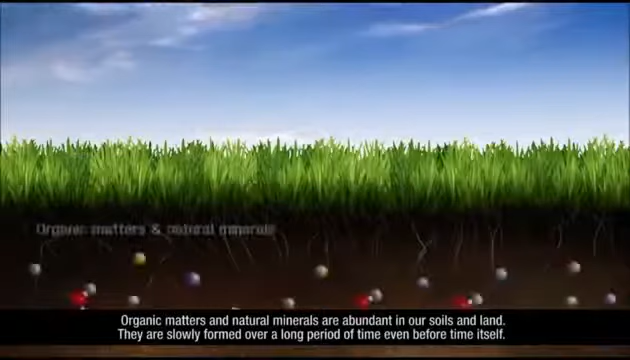 Organic matters & natural minerals
Organic matters and natural minerals are abundant in our soils and land.
They are slowly formed over a long period of time even before time itself.